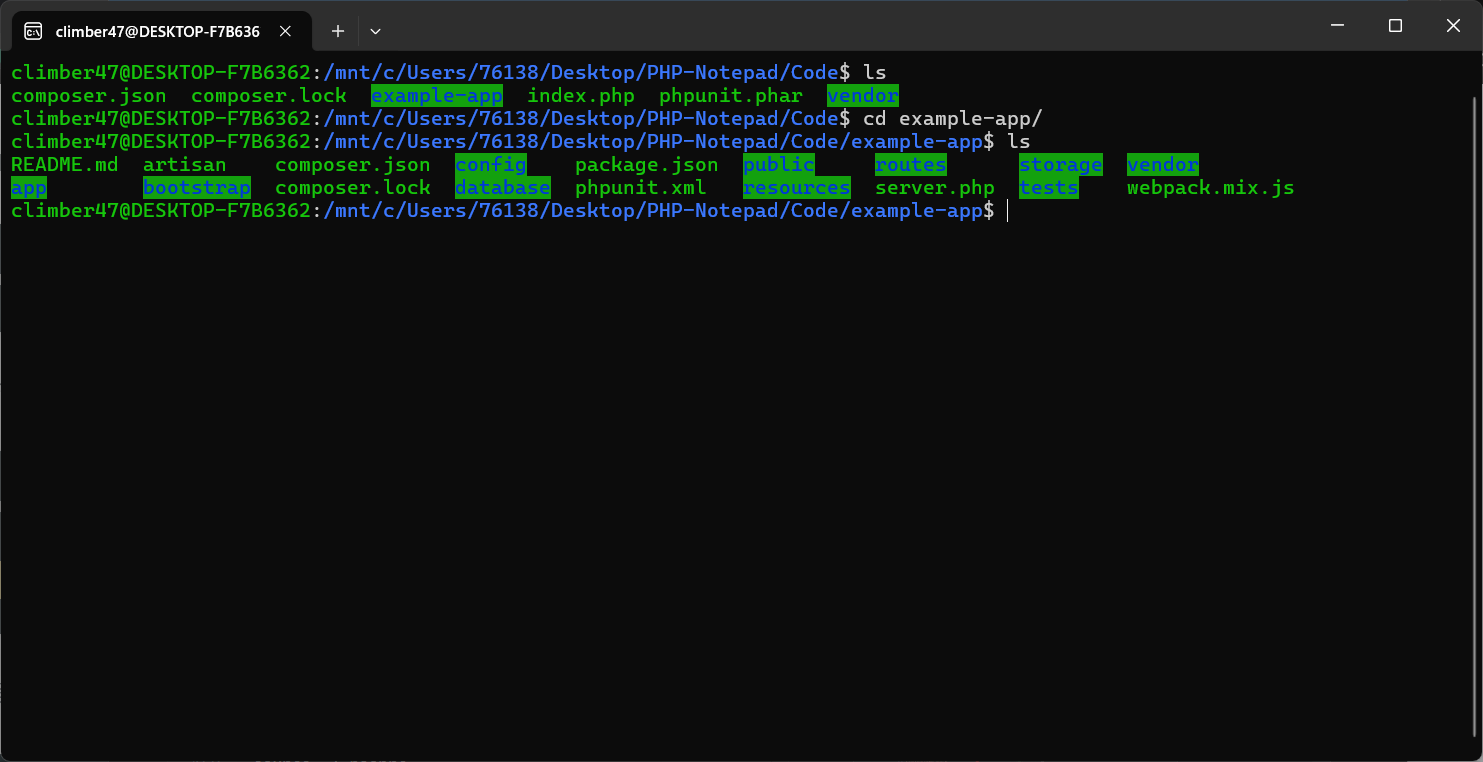 climber47@DESKTOP-F7B636
climber47@DESKTOP-F7B6362:/mnt/c/Users/76138/Desktop/PHP-Notepad/Code$ ls
composer.json  composer.lock  example-app  index.php  phpunit.phar  vendor
climber47@DESKTOP-F7B6362:/mnt/c/Users/76138/Desktop/PHP-Notepad/Code$ cd example-app/
climber47@DESKTOP-F7B6362:/mnt/c/Users/76138/Desktop/PHP-Notepad/Code/example-app$ ls
README.md  artisan    composer.json  config    package.json  public     routes      storage  vendor
app        bootstrap  composer.lock  database  phpunit.xml   resources  server.php  tests    webpack.mix.js
climber47@DESKTOP-F7B6362:/mnt/c/Users/76138/Desktop/PHP-Notepad/Code/example-app$